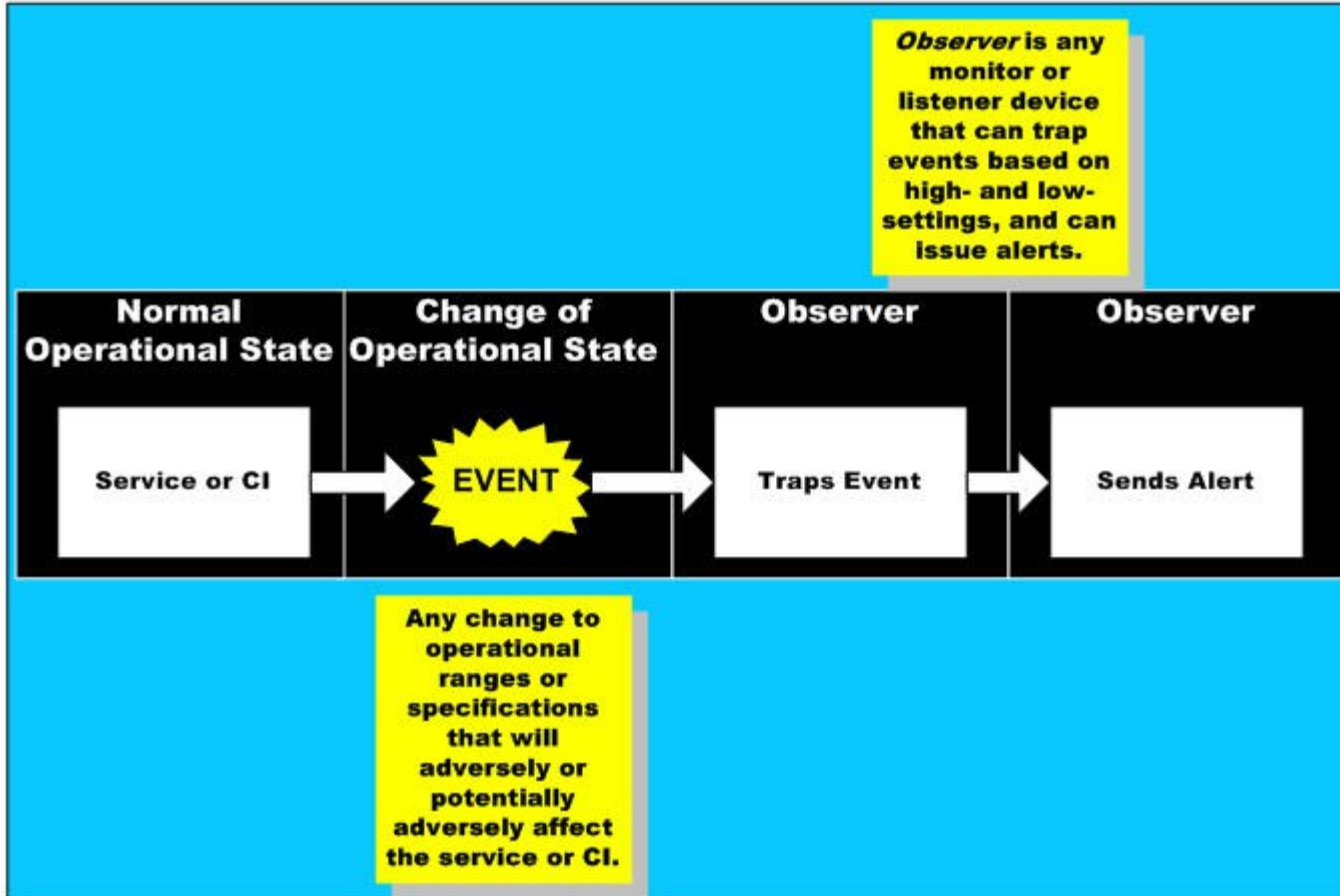 Observer is any
monitor or
listener device
that can trap
events based on
high- and low-
settings, and can
issue alerts.
Normal
Operational State
Change of
Operational State
Observer
Observer
Service or CI
EVENT
Traps Event
Sends Alert
Any change to
operational
ranges or
specifications
that will
adversely or
potentially
adversely affect
the service or CI.